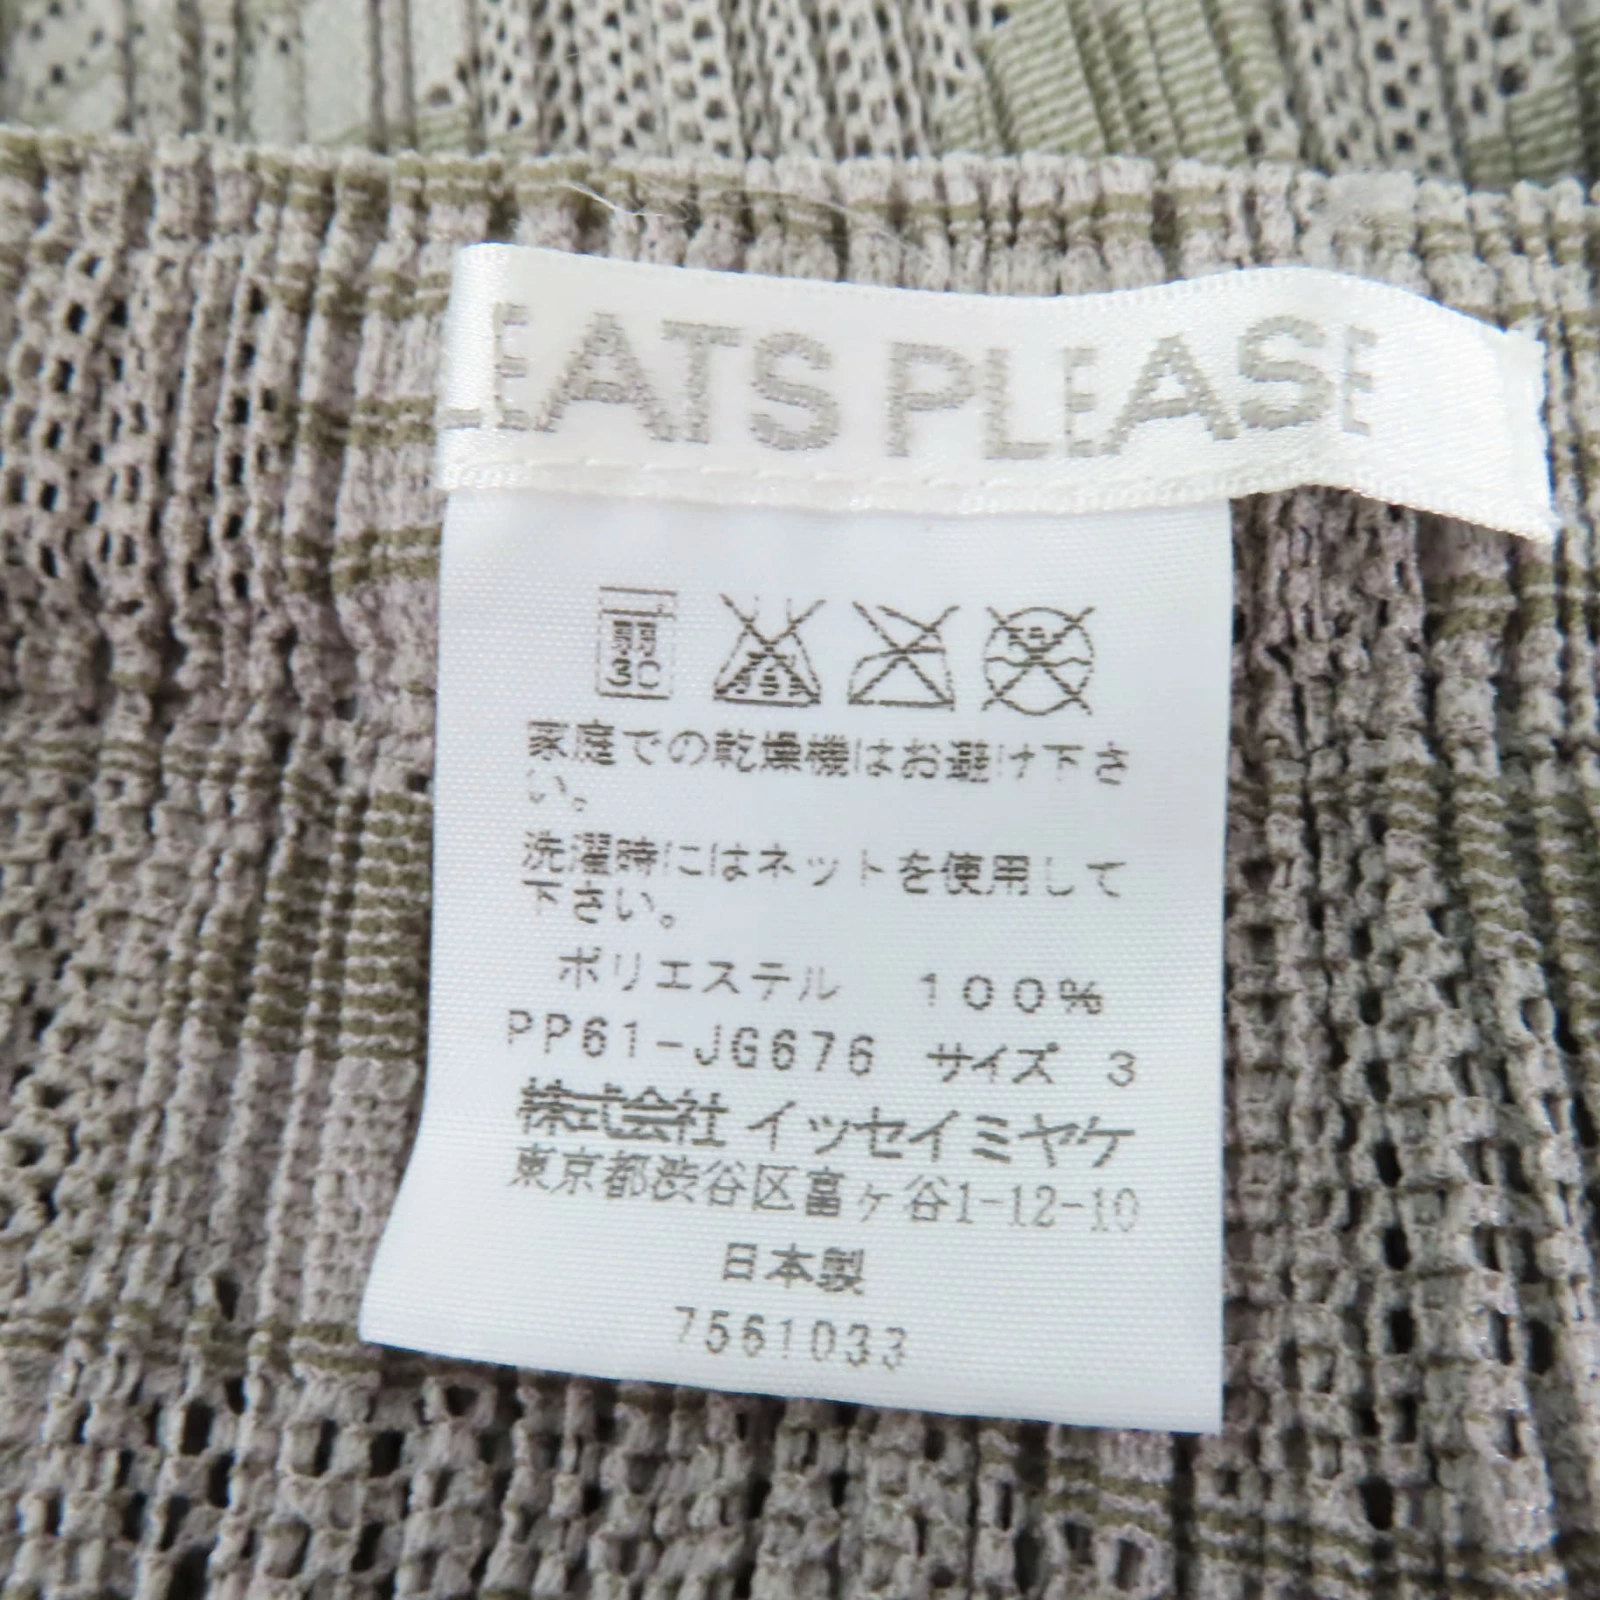 LEATS PLEASE
家庭での乾燥機はお避け下さ
い。
洗濯時にはネットを使用して
下さい。
ポリエステル 100%
PP61-JG676 サイズ 3
株式会社 イッセイミヤケ
東京都渋谷区富ヶ谷1-12-10
日本製
7561033